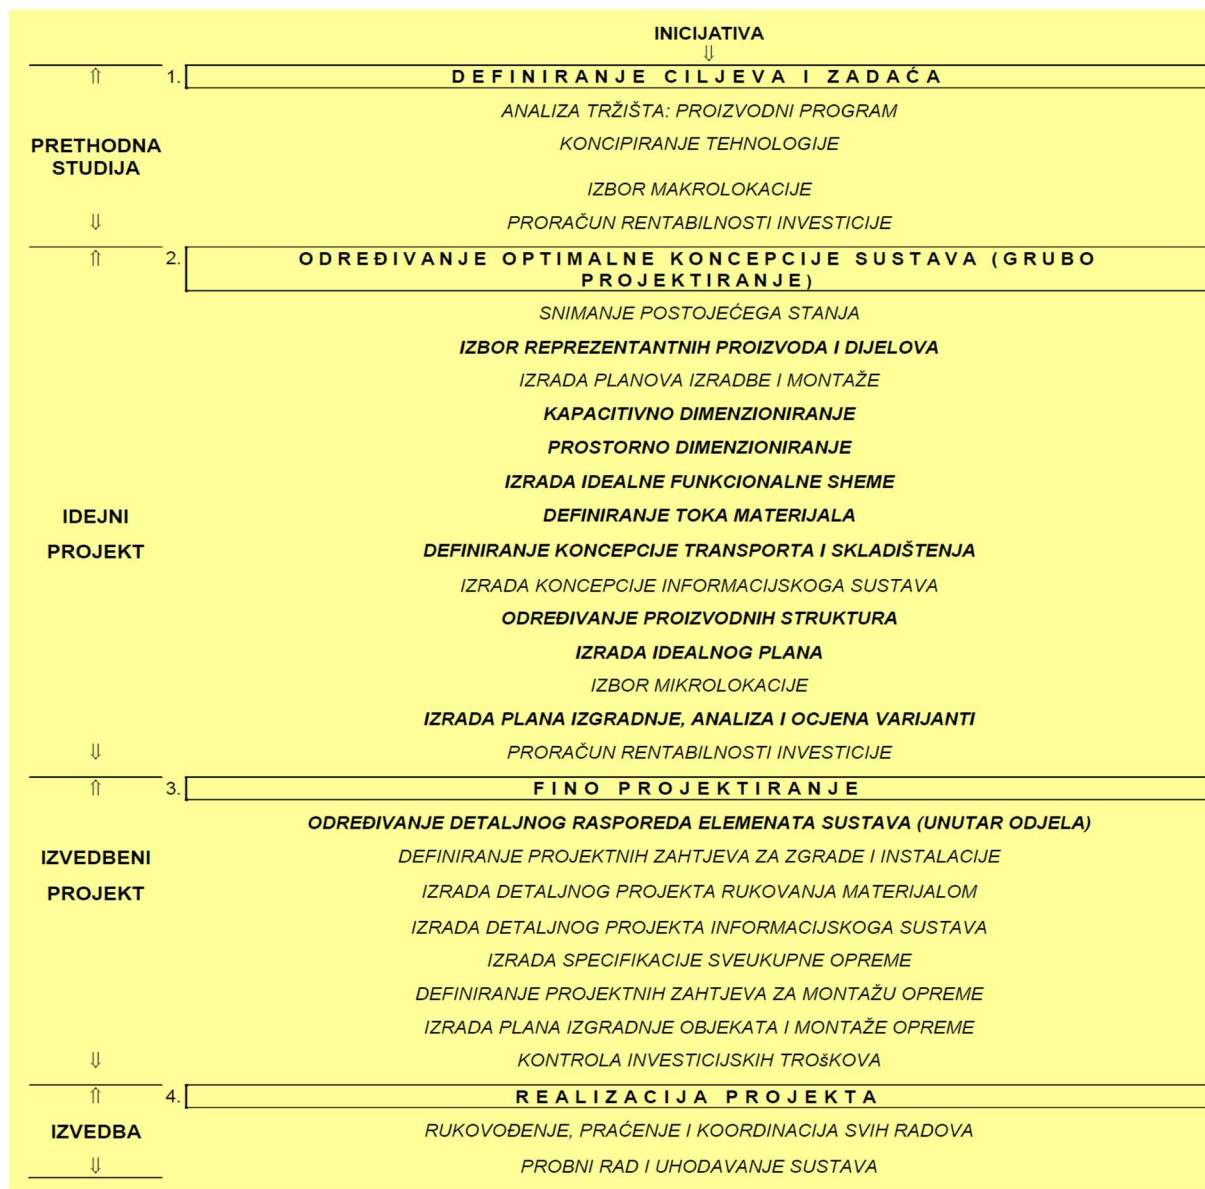 INICIJATIVA
⇓
⇑ 1. DEFINIRANJE CILJEVA I ZADAĆA
ANALIZA TRŽIŠTA: PROIZVODNI PROGRAM
PRETHODNA KONCIPIRANJE TEHNOLOGIJE
STUDIJA
IZBOR MAKROLOKACIJE
⇓ PRORAČUN RENTABILNOSTI INVESTICIJE
⇑ 2. ODREĐIVANJE OPTIMALNE KONCEPCIJE SUSTAVA (GRUBO
PROJEKTIRANJE)
SNIMANJE POSTOJEĆEGA STANJA
IZBOR REPREZENTANTNIH PROIZVODA I DIJELOVA
IZRADA PLANOVA IZRADBE I MONTAŽE
KAPACITIVNO DIMENZIONIRANJE
PROSTORNO DIMENZIONIRANJE
IZRADA IDEALNE FUNKCIONALNE SHEME
IDEJNI DEFINIRANJE TOKA MATERIJALA
PROJEKT DEFINIRANJE KONCEPCIJE TRANSPORTA I SKLADIŠTENJA
IZRADA KONCEPCIJE INFORMACIJSKOGA SUSTAVA
ODREĐIVANJE PROIZVODNIH STRUKTURA
IZRADA IDEALNOG PLANA
IZBOR MIKROLOKACIJE
IZRADA PLANA IZGRADNJE, ANALIZA I OCJENA VARIJANTI
⇓ PRORAČUN RENTABILNOSTI INVESTICIJE
⇑ 3. FINO PROJEKTIRANJE
ODREĐIVANJE DETALJNOG RASPOREDA ELEMENATA SUSTAVA (UNUTAR ODJELA)
IZVEDBENI DEFINIRANJE PROJEKTNIH ZAHTJEVA ZA ZGRADE I INSTALACIJE
PROJEKT IZRADA DETALJNOG PROJEKTA RUKOVANJA MATERIJALOM
IZRADA DETALJNOG PROJEKTA INFORMACIJSKOGA SUSTAVA
IZRADA SPECIFIKACIJE SVEUKUPNE OPREME
DEFINIRANJE PROJEKTNIH ZAHTJEVA ZA MONTAŽU OPREME
IZRADA PLANA IZGRADNJE OBJEKATA I MONTAŽE OPREME
⇓ KONTROLA INVESTICIJSKIH TROšKOVA
⇑ 4. REALIZACIJA PROJEKTA
IZVEDBA RUKOVOĐENJE, PRAĆENJE I KOORDINACIJA SVIH RADOVA
⇓ PROBNI RAD I UHODAVANJE SUSTAVA